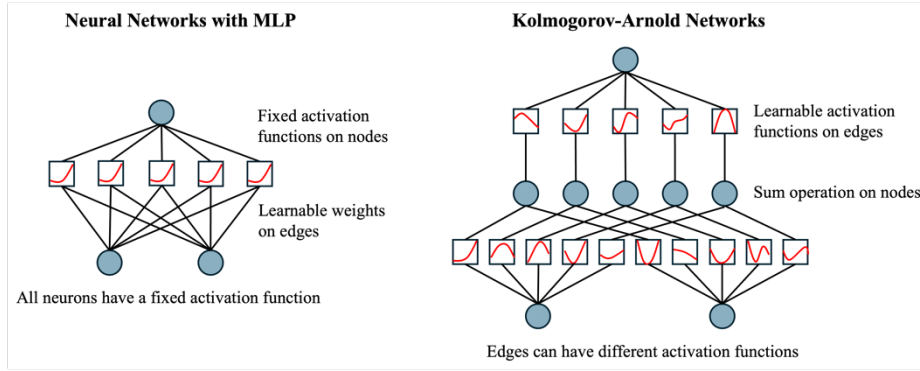 Neural Networks with MLP
Fixed activation
functions on nodes
Learnable weights
on edges
All neurons have a fixed activation function
Kolmogorov-Arnold Networks
Learnable activation
functions on edges
Sum operation on nodes
Edges can have different activation functions